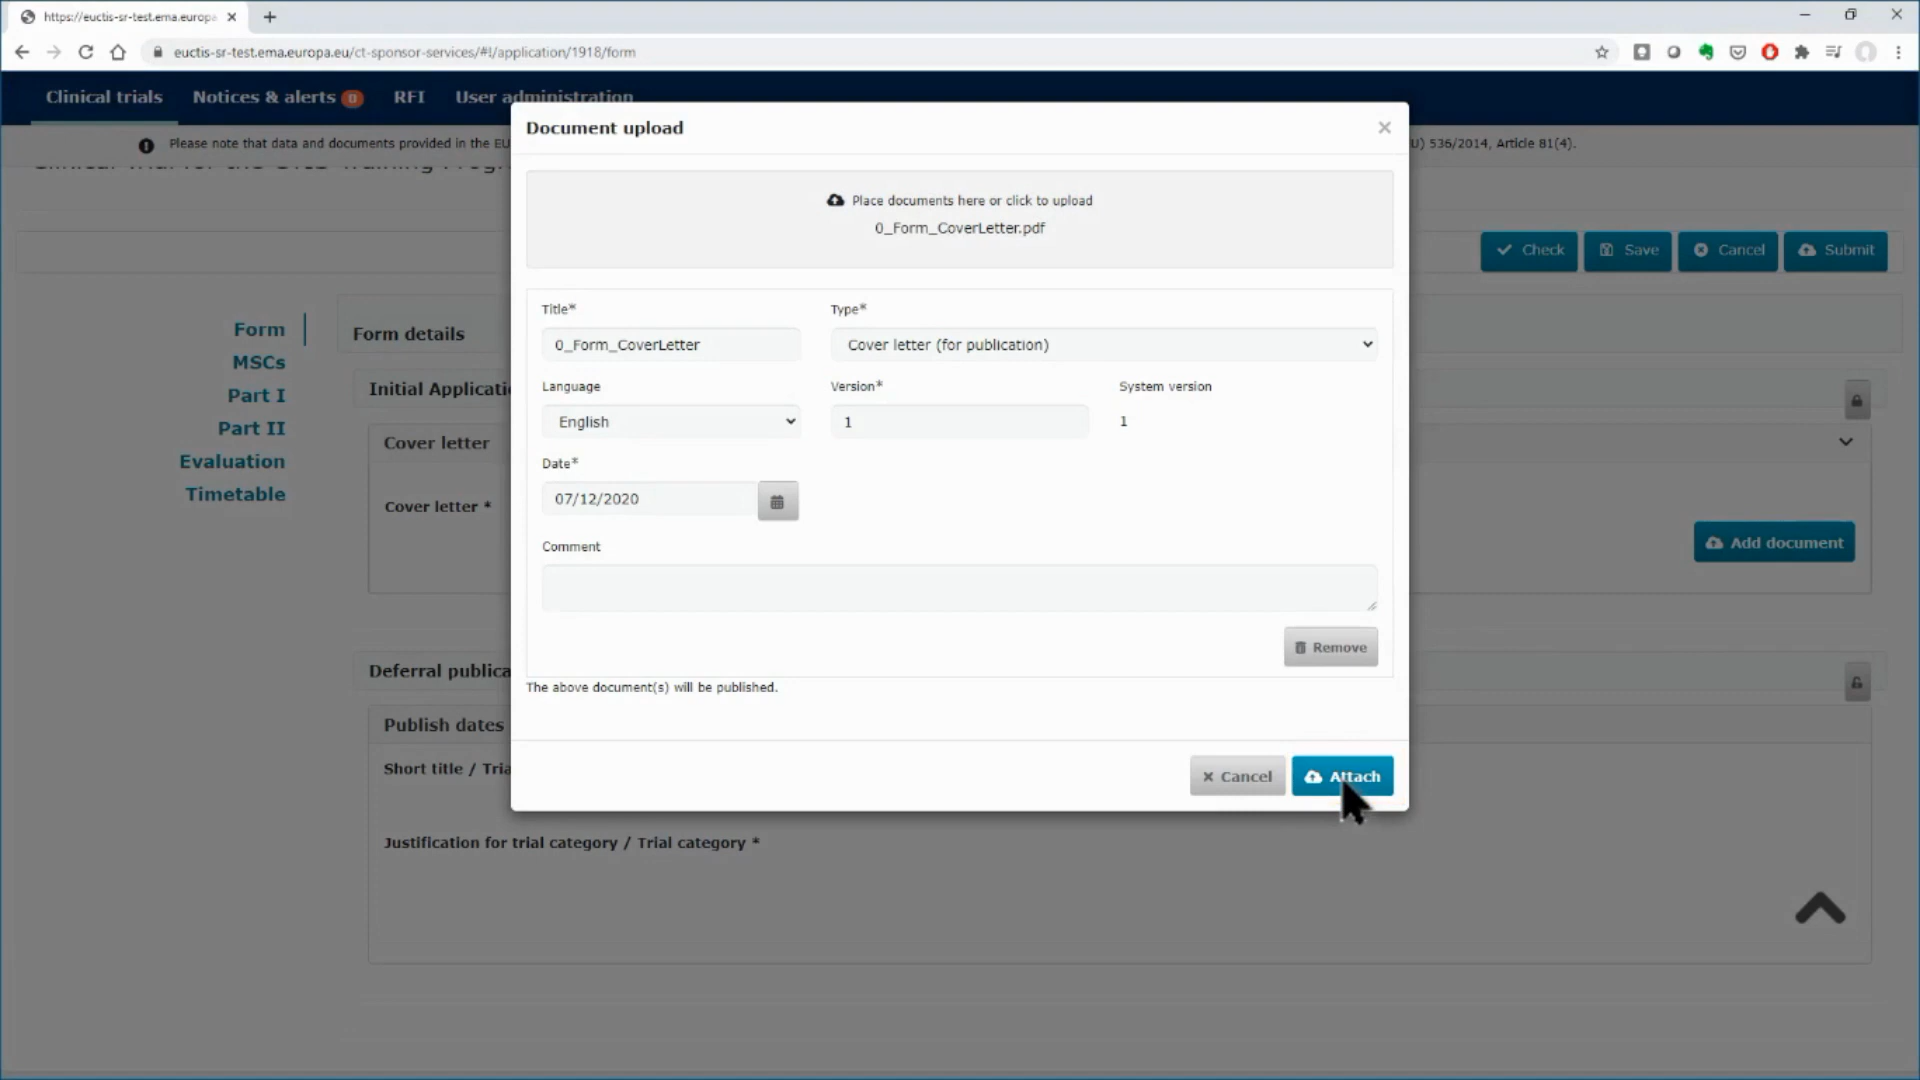 https://euctis-sr-test.ema.europa
euctis-sr-test.ema.europa.eu/ct-sponsor-services/#!/application/1918/form
Clinical trials
Notices & alerts 0
RFI
User administration
Please note that data and documents provided in the EU
U) 536/2014, Article 81(4).
Check
Save
Cancel
Submit
Form
MSCs
Part I
Part II
Evaluation
Timetable
Form details
Initial Applicatio
Cover letter
Cover letter *
Add document
Deferral publica
Publish dates
Short title / Tria
Justification for trial category / Trial category *
Document upload
Place documents here or click to upload
0_Form_CoverLetter.pdf
Title*
Type*
0_Form_CoverLetter
Cover letter (for publication)
Language
Version*
System version
English
1
1
Date*
07/12/2020
Comment
Remove
The above document(s) will be published.
Cancel
Attach